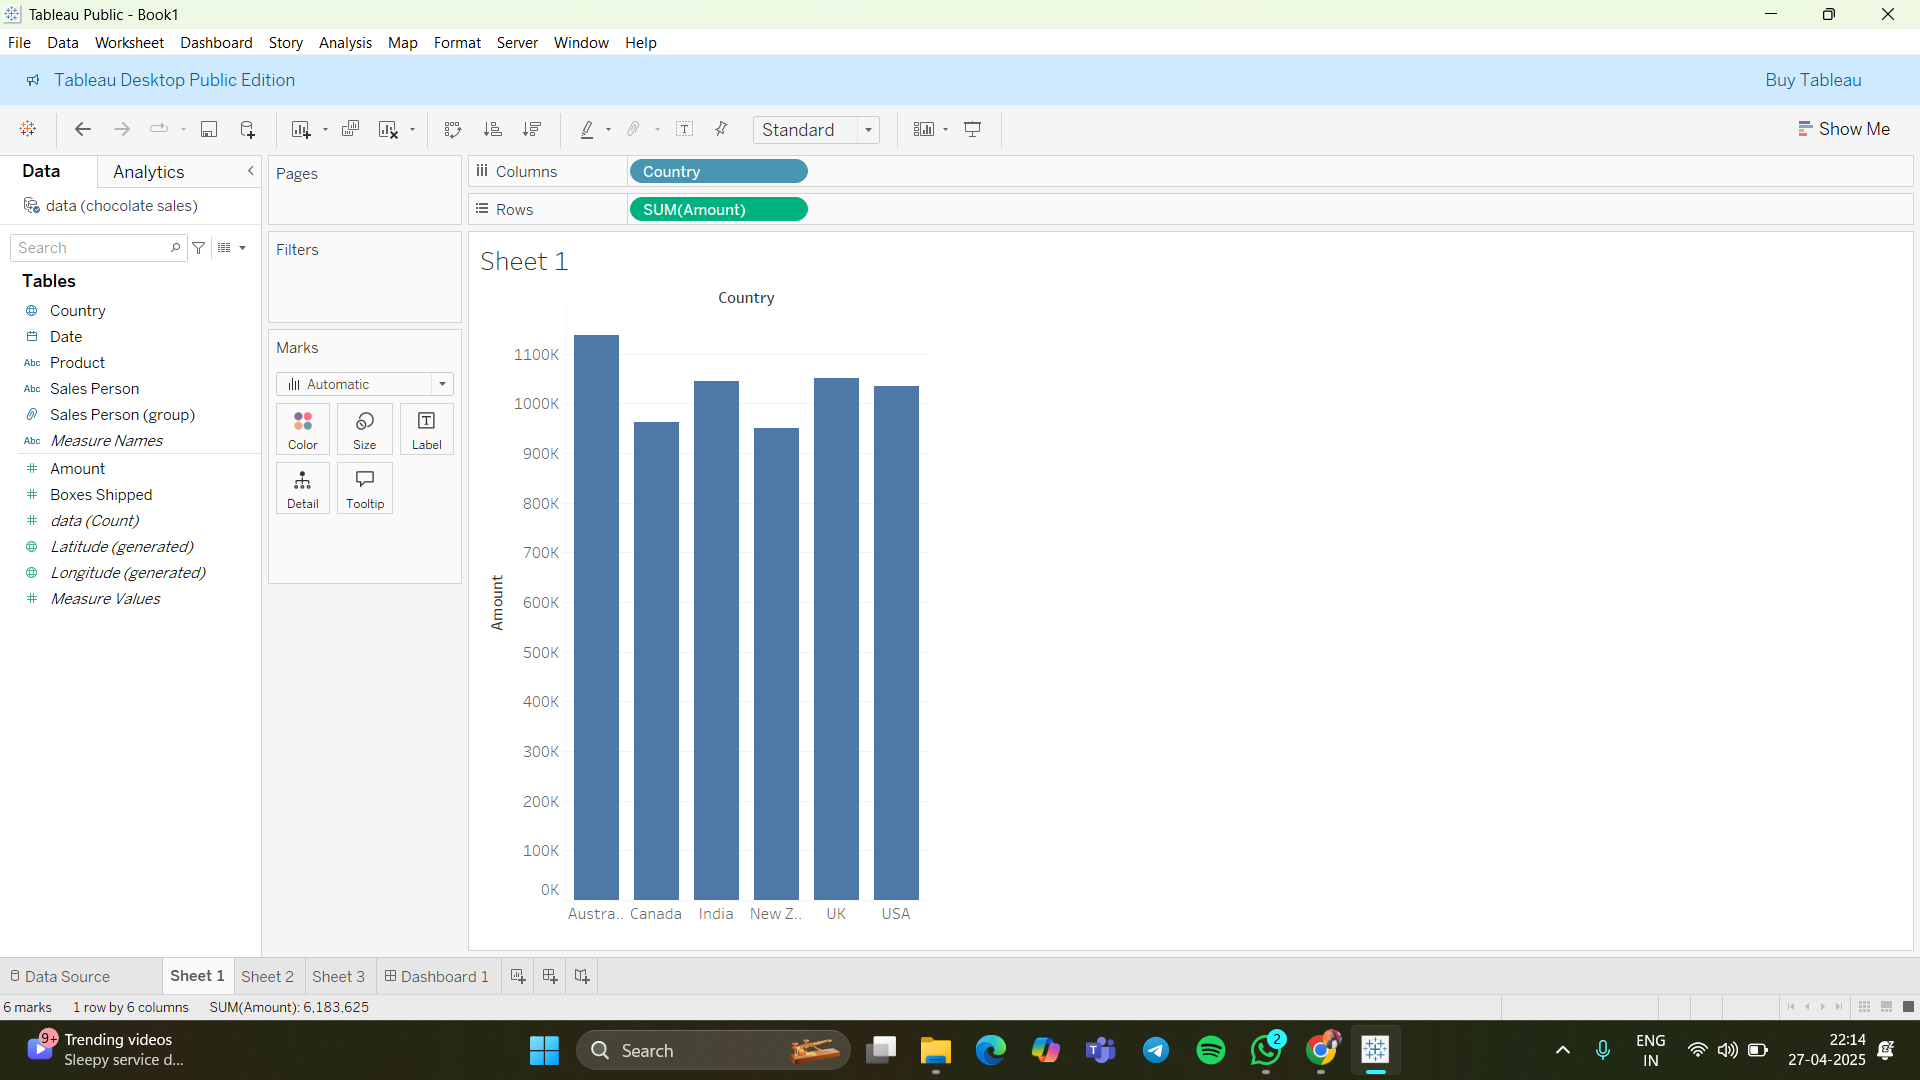 Tableau Public - Book1
File Data Worksheet Dashboard Story Analysis Map Format Server Window Help
Tableau Desktop Public Edition
Buy Tableau
Standard
Show Me
Data
Analytics
data (chocolate sales)
Search
Tables
Country
Date
Abc Product
Abc Sales Person
Sales Person (group)
Abc Measure Names
Amount
Boxes Shipped
data (Count)
Latitude (generated)
Longitude (generated)
Measure Values
Pages
Filters
Marks
Automatic
Color
Size
Label
Detail
Tooltip
Columns
Country
Rows
SUM(Amount)
Sheet 1
Country
1100K
1000K
900K
800K
700K
600K
500K
400K
300K
200K
100K
0K
Amount
Austra.. Canada India New Z.. UK USA
Data Source Sheet 1 Sheet 2 Sheet 3 Dashboard 1
6 marks 1 row by 6 columns SUM(Amount): 6,183,625
9+
Trending videos
Sleepy service d...
Search
2
ENG
IN
22:14
27-04-2025